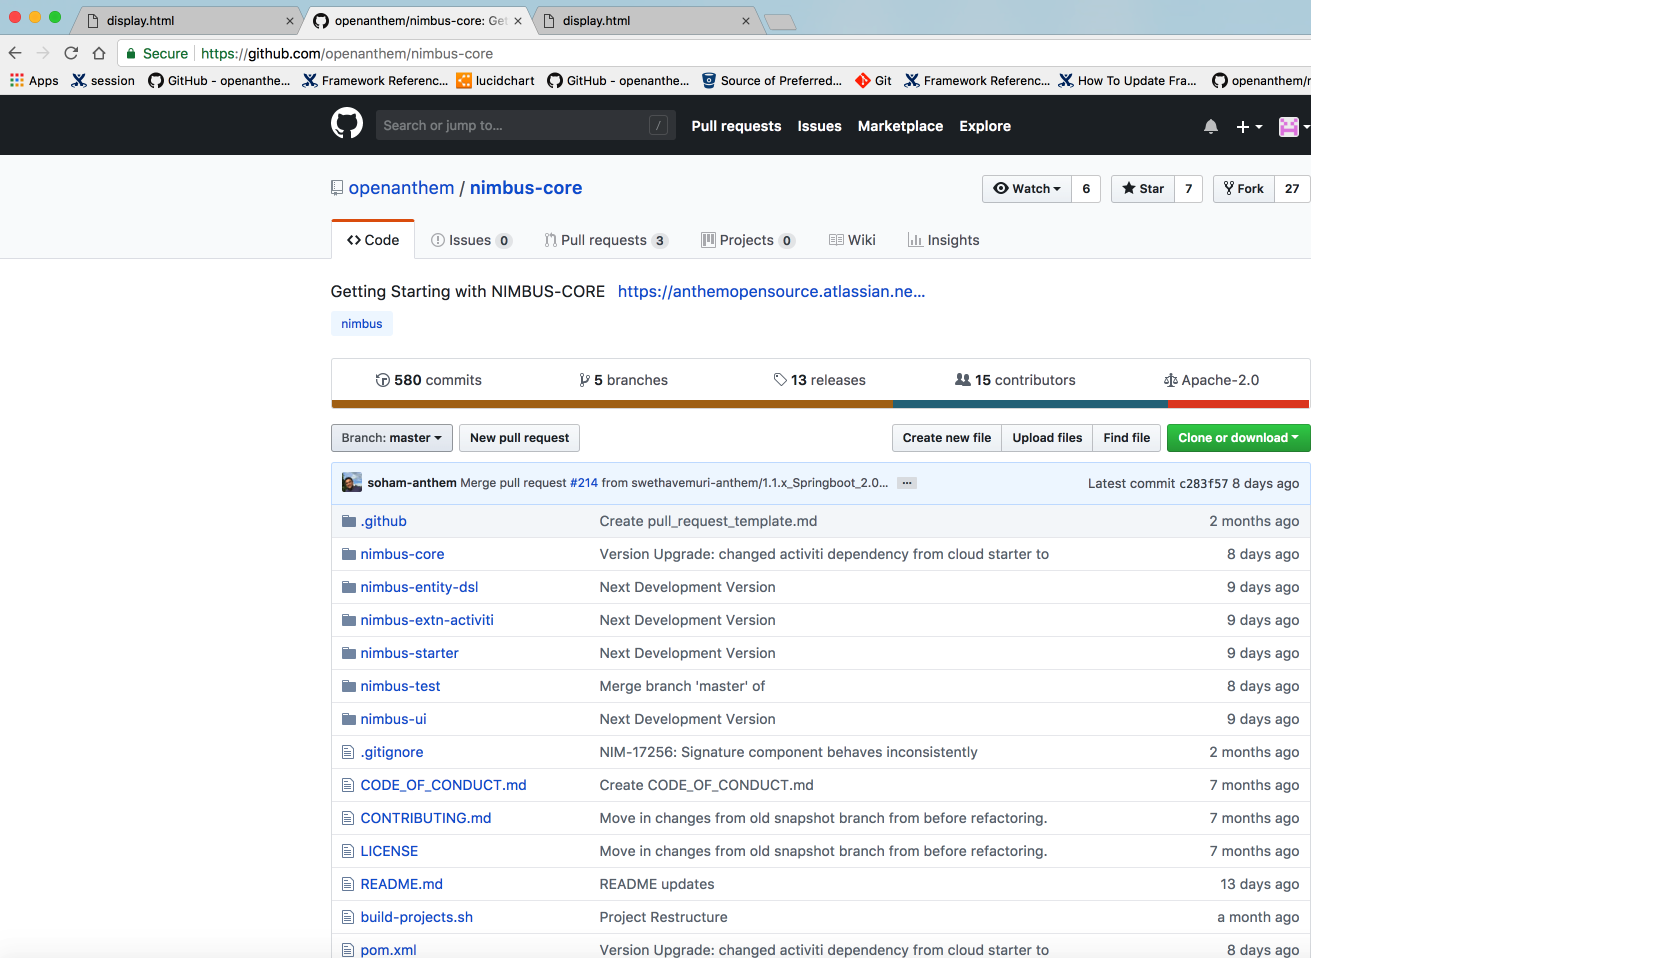 display.html
openanthem/nimbus-core: Get
display.html
Secure https://github.com/openanthem/nimbus-core
Apps session GitHub - openanthe... Framework Referenc... lucidchart GitHub - openanthe... Source of Preferred... Git Framework Referenc... How To Update Fra... openanthem/n
Search or jump to... / Pull requests Issues Marketplace Explore
openanthem / nimbus-core Watch 6 Star 7 Fork 27
Code Issues 0 Pull requests 3 Projects 0 Wiki Insights
Getting Starting with NIMBUS-CORE https://anthemopensource.atlassian.ne...
nimbus
580 commits 5 branches 13 releases 15 contributors Apache-2.0
Branch: master New pull request Create new file Upload files Find file Clone or download
soham-anthem Merge pull request #214 from swethavemuri-anthem/1.1.x_Springboot_2.0... ... Latest commit c283f57 8 days ago
.github Create pull_request_template.md 2 months ago
nimbus-core Version Upgrade: changed activiti dependency from cloud starter to 8 days ago
nimbus-entity-dsl Next Development Version 9 days ago
nimbus-extn-activiti Next Development Version 9 days ago
nimbus-starter Next Development Version 9 days ago
nimbus-test Merge branch 'master' of 8 days ago
nimbus-ui Next Development Version 9 days ago
.gitignore NIM-17256: Signature component behaves inconsistently 2 months ago
CODE_OF_CONDUCT.md Create CODE_OF_CONDUCT.md 7 months ago
CONTRIBUTING.md Move in changes from old snapshot branch from before refactoring. 7 months ago
LICENSE Move in changes from old snapshot branch from before refactoring. 7 months ago
README.md README updates 13 days ago
build-projects.sh Project Restructure a month ago
pom.xml Version Upgrade: changed activiti dependency from cloud starter to 8 days ago